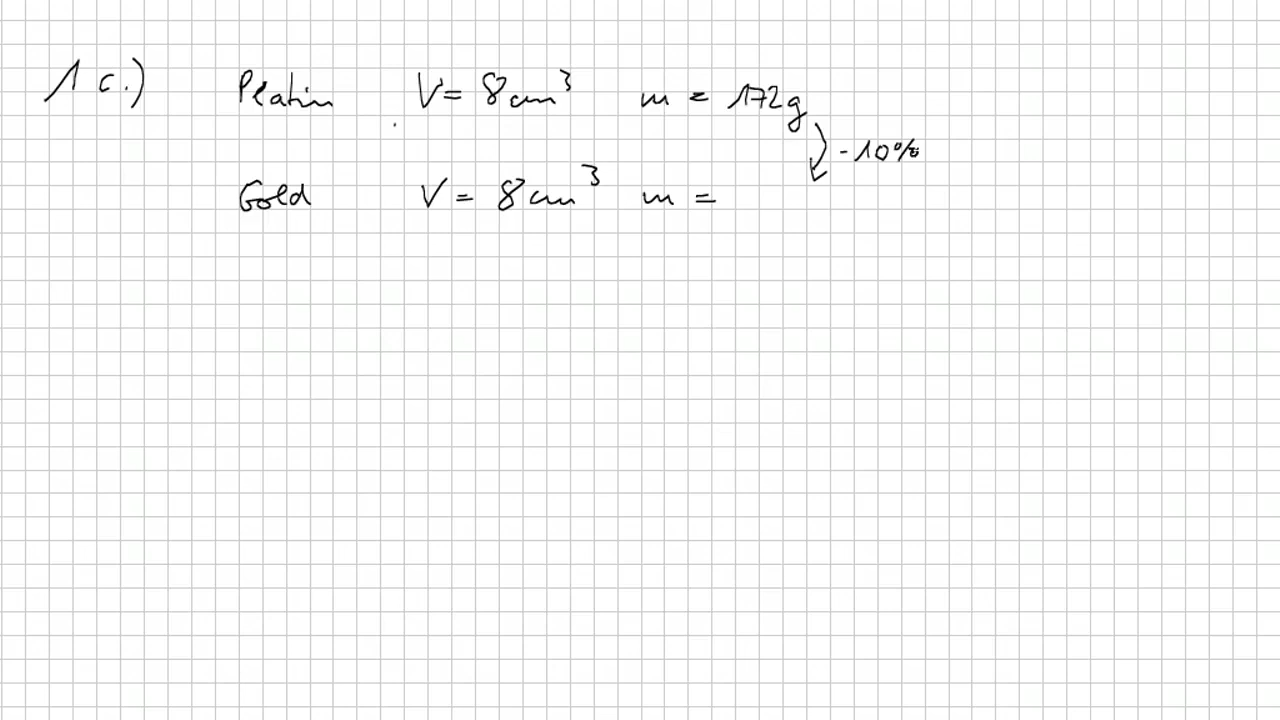 1 c.) Platin V = 8 cm³ m = 172g
-10%
Gold V = 8 cm³ m =